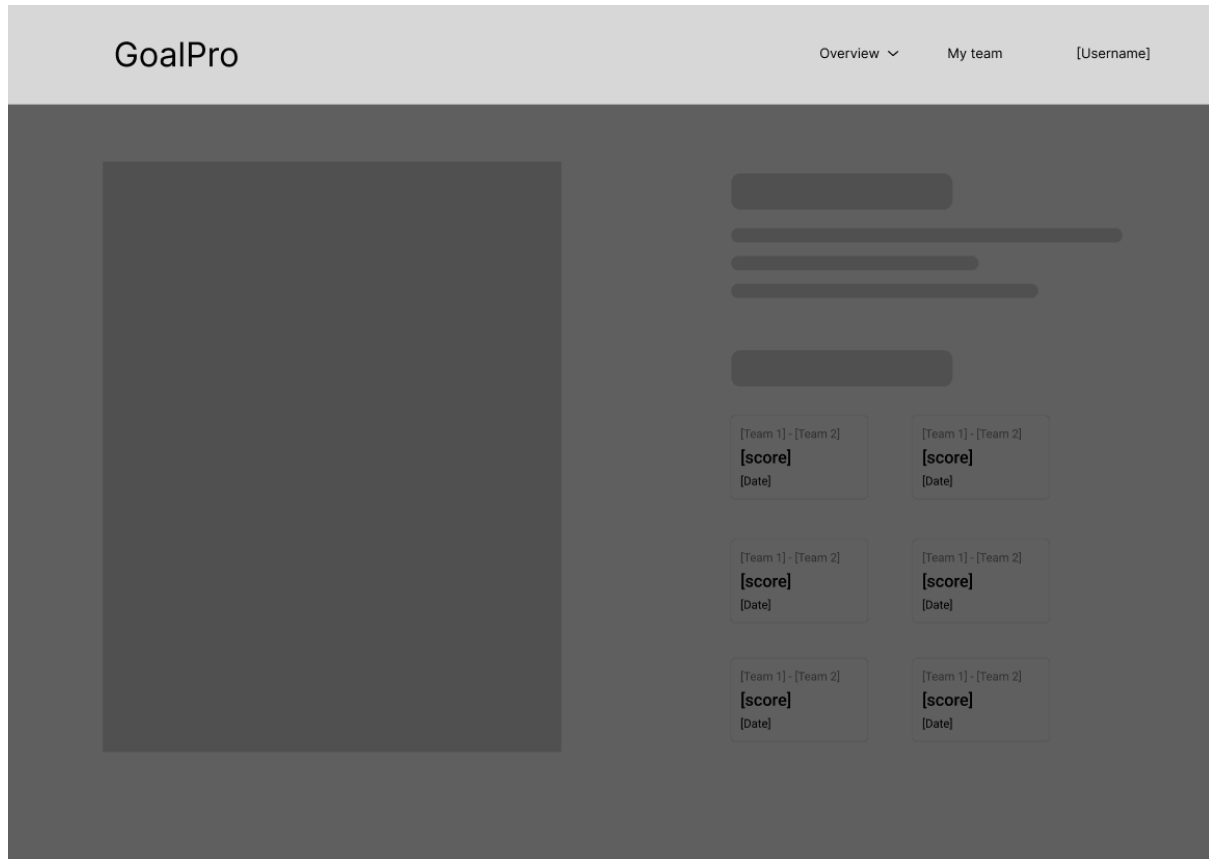 GoalPro
Overview
My team
[Username]
[Team 1] - [Team 2]
[score]
[Date]
[Team 1] - [Team 2]
[score]
[Date]
[Team 1] - [Team 2]
[score]
[Date]
[Team 1] - [Team 2]
[score]
[Date]
[Team 1] - [Team 2]
[score]
[Date]
[Team 1] - [Team 2]
[score]
[Date]